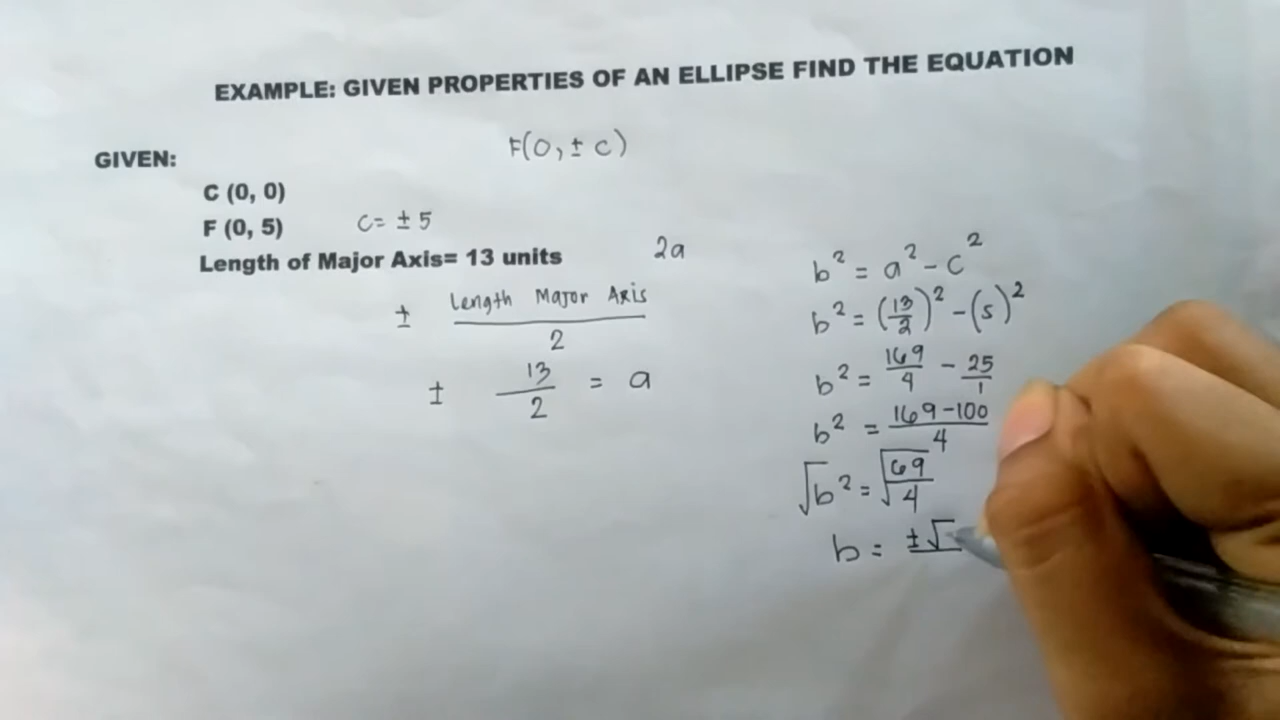 EXAMPLE: GIVEN PROPERTIES OF AN ELLIPSE FIND THE EQUATION
F(0, ± c)
GIVEN:
C (0, 0)
F (0, 5) c= ± 5
Length of Major Axis= 13 units 2a
± Length Major Axis / 2
± 13/2 = a
b² = a² - c²
b² = (13/2)² - (5)²
b² = 169/4 - 25/1
b² = 169-100/4
√b² = √69/4
b = ±√